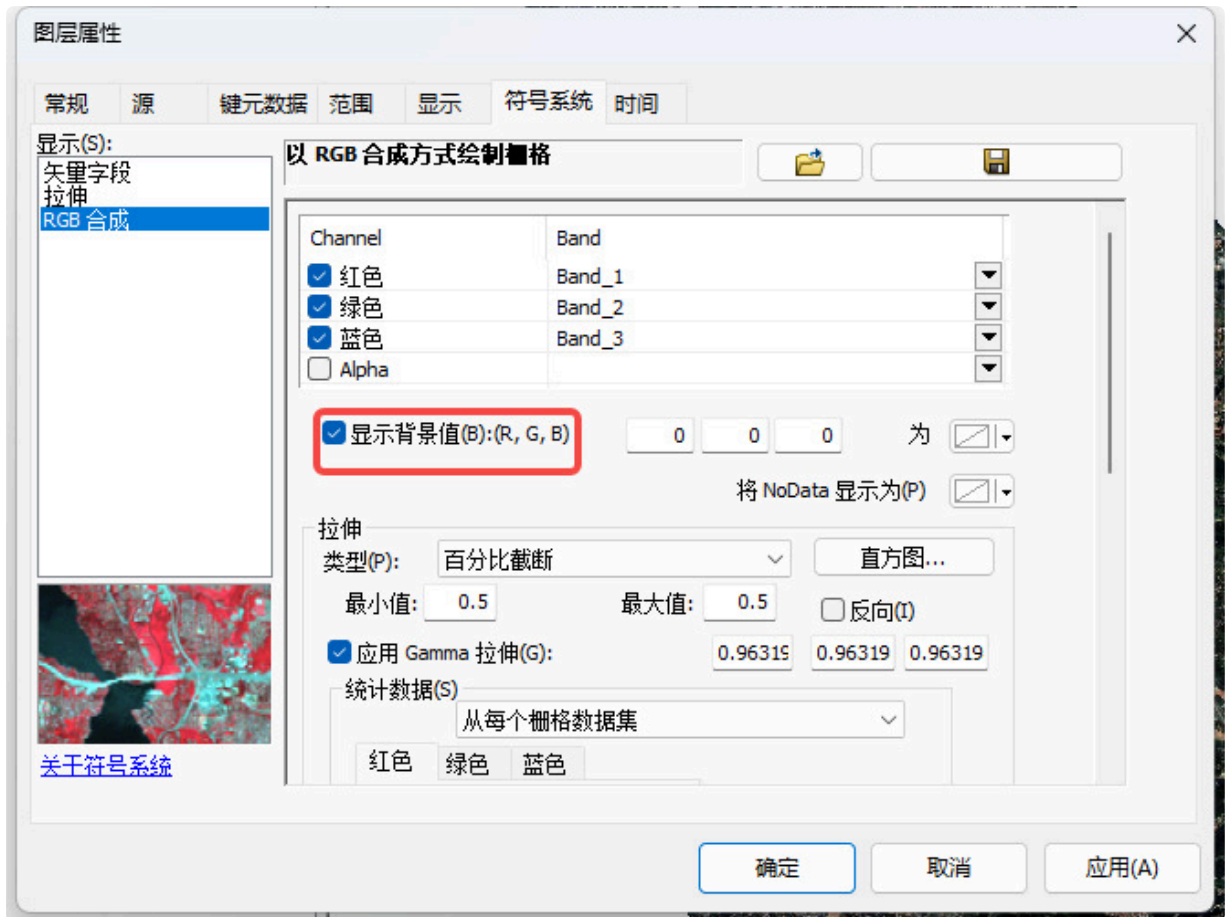 图层属性
常规 源 键元数据 范围 显示 符号系统 时间
显示(S):
矢量字段
拉伸
RGB 合成
以 RGB 合成方式绘制栅格
Channel Band
红色 Band_1
绿色 Band_2
蓝色 Band_3
Alpha
显示背景值(B):(R, G, B) 0 0 0 为
将 NoData 显示为(P)
拉伸
类型(P): 百分比截断 直方图...
最小值: 0.5 最大值: 0.5 反向(I)
应用 Gamma 拉伸(G): 0.96319 0.96319 0.96319
统计数据(S)
从每个栅格数据集
红色 绿色 蓝色
关于符号系统
确定 取消 应用(A)